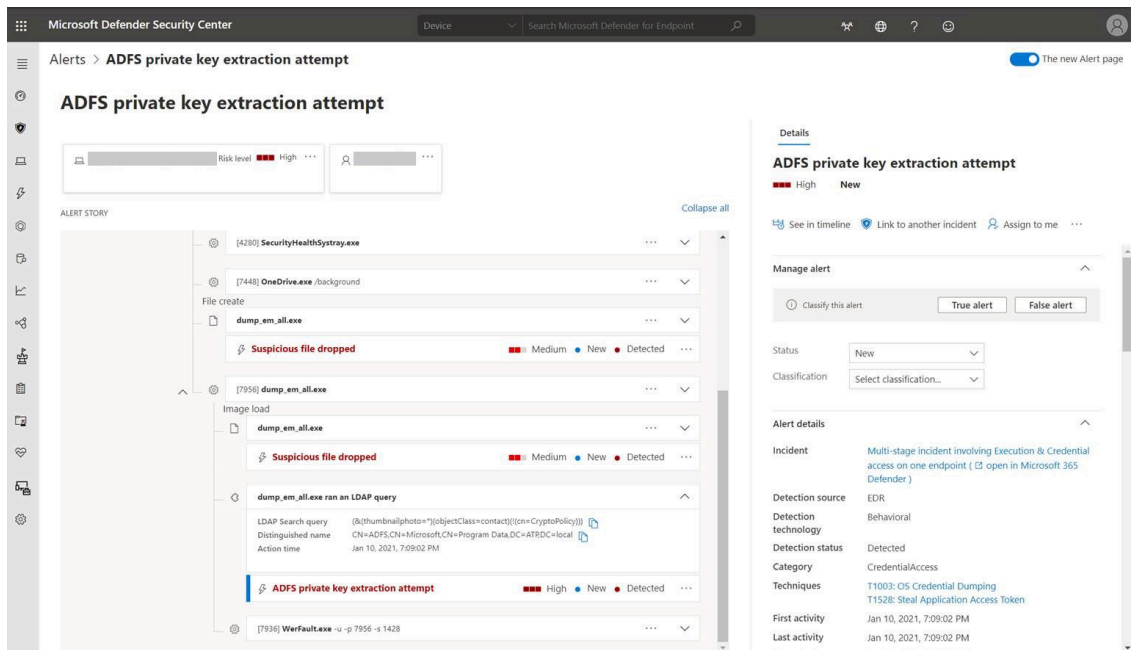 Microsoft Defender Security Center
Device
Search Microsoft Defender for Endpoint
Alerts > ADFS private key extraction attempt
The new Alert page
ADFS private key extraction attempt
Risk level High ...
...
ALERT STORY
Collapse all
[4280] SecurityHealthSystray.exe
[7448] OneDrive.exe /background
File create
dump_em_all.exe
Suspicious file dropped Medium New Detected
[7956] dump_em_all.exe
Image load
dump_em_all.exe
Suspicious file dropped Medium New Detected
dump_em_all.exe ran an LDAP query
LDAP Search query (&(thumbnailphoto=*)(objectClass=contact)(!(cn=CryptoPolicy)))
Distinguished name CN=ADFS,CN=Microsoft,CN=Program Data,DC=ATP,DC=local
Action time Jan 10, 2021, 7:09:02 PM
ADFS private key extraction attempt High New Detected
[7936] WerFault.exe -u -p 7956 -s 1428
Details
ADFS private key extraction attempt
High New
See in timeline Link to another incident Assign to me ...
Manage alert
Classify this alert True alert False alert
Status New
Classification Select classification...
Alert details
Incident Multi-stage incident involving Execution & Credential
access on one endpoint ( open in Microsoft 365
Defender )
Detection source EDR
Detection Behavioral
technology
Detection status Detected
Category CredentialAccess
Techniques T1003: OS Credential Dumping
T1528: Steal Application Access Token
First activity Jan 10, 2021, 7:09:02 PM
Last activity Jan 10, 2021, 7:09:02 PM